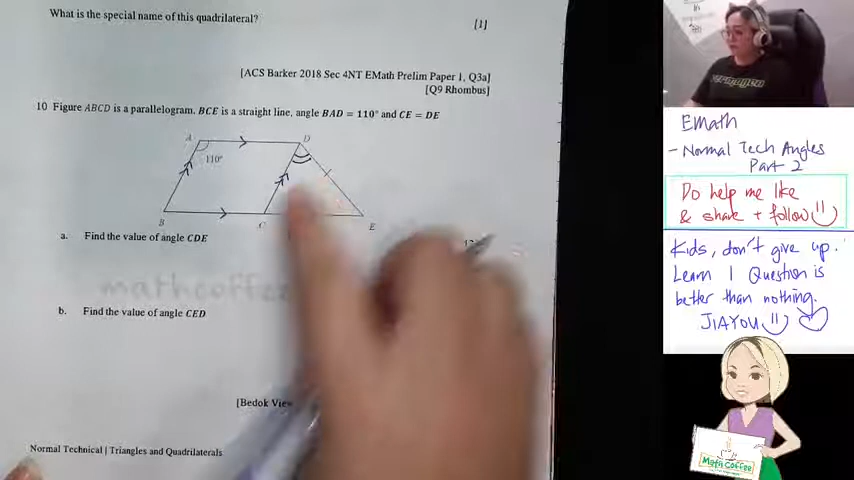 What is the special name of this quadrilateral?
[1]
[ACS Barker 2018 Sec 4NT EMath Prelim Paper 1, Q3a]
[Q9 Rhombus]
10 Figure ABCD is a parallelogram. BCE is a straight line, angle BAD = 110° and CE = DE
A
D
110°
B
C
E
a. Find the value of angle CDE
mathcoffee
b. Find the value of angle CED
[Bedok View
Normal Technical | Triangles and Quadrilaterals
EMath
- Normal Tech Angles
Part 2
Do help me like
& share + follow
Kids, don't give up.
Learn 1 Question is
better than nothing.
JIAYOU
Math Coffee